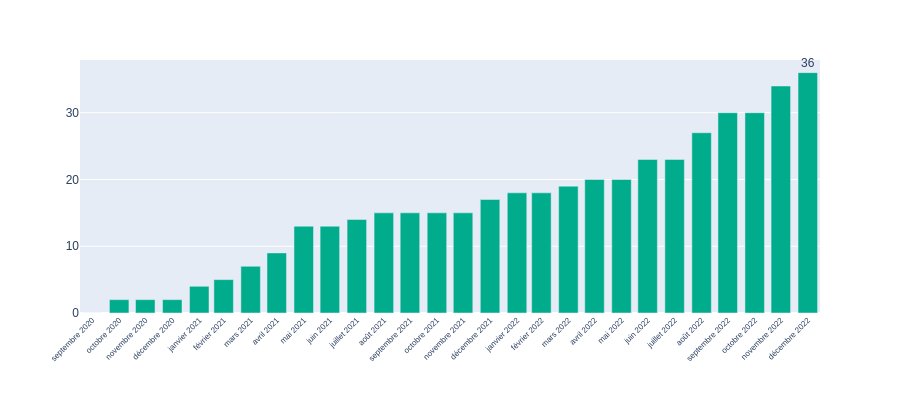 36
30
20
10
0
septembre 2020
octobre 2020
novembre 2020
décembre 2020
janvier 2021
février 2021
mars 2021
avril 2021
mai 2021
juin 2021
juillet 2021
août 2021
septembre 2021
octobre 2021
novembre 2021
décembre 2021
janvier 2022
février 2022
mars 2022
avril 2022
mai 2022
juin 2022
juillet 2022
août 2022
septembre 2022
octobre 2022
novembre 2022
décembre 2022